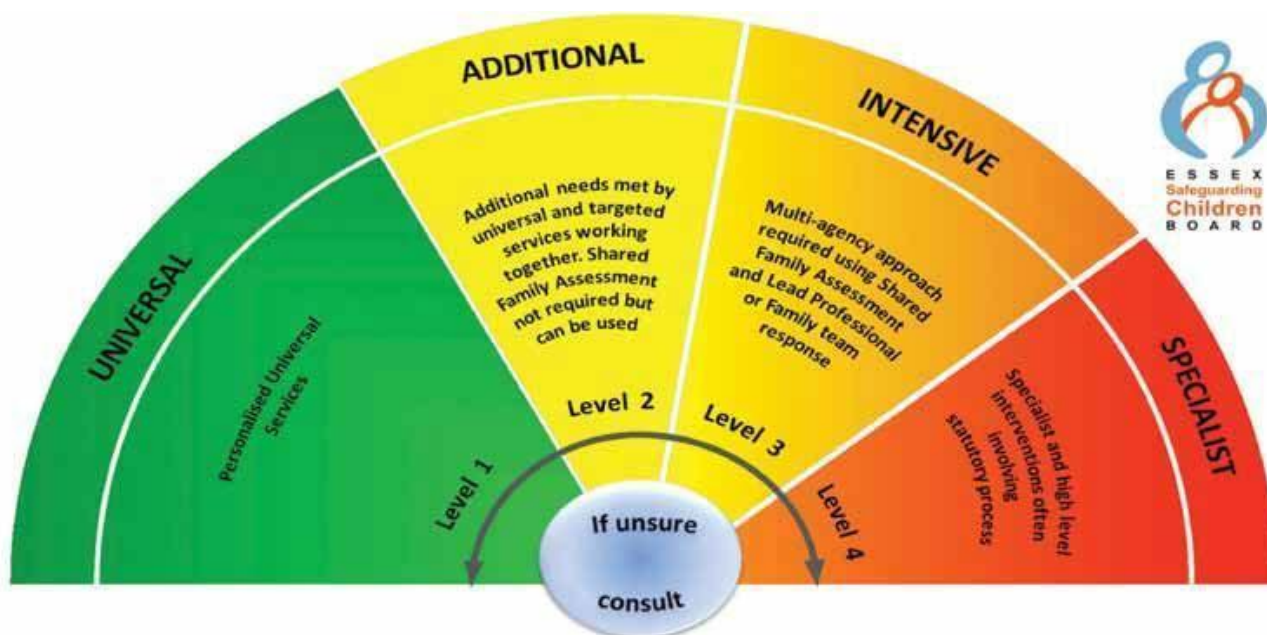 UNIVERSAL
Personalised Universal
Services
Level 1
ADDITIONAL
Additional needs met by
universal and targeted
services working
together. Shared
Family Assessment
not required but
can be used
Level 2
INTENSIVE
Multi-agency approach
required using Shared
Family Assessment
and Lead Professional
or Family team
response
Level 3
SPECIALIST
Specialist and high level
interventions often
involving
statutory process
Level 4
If unsure
consult
ESSEX
Safeguarding
Children
BOARD